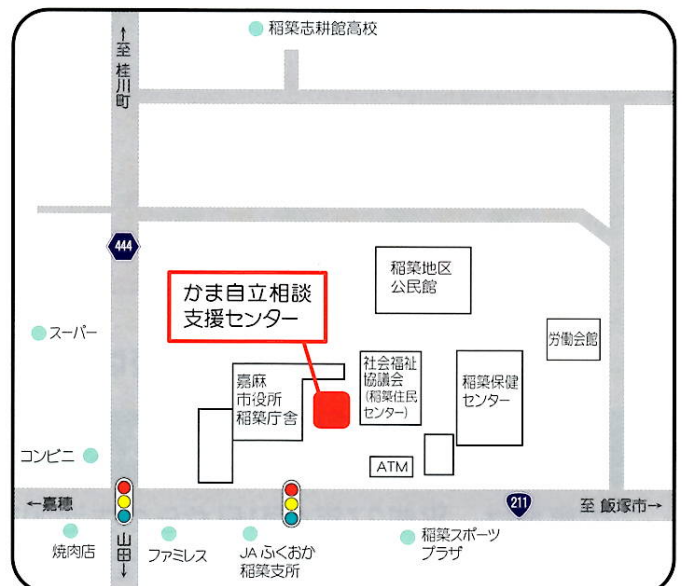 稲築志耕館高校
↑至 桂川町
444
稲築地区
公民館
かま自立相談
支援センター
スーパー
労働会館
社会福祉
協議会
(稲築住民
センター)
嘉麻
市役所
稲築庁舎
稲築保健
センター
コンビニ
ATM
←嘉穂
211
至 飯塚市→
焼肉店
山田↓
ファミレス
JAふくおか
稲築支所
稲築スポーツ
プラザ